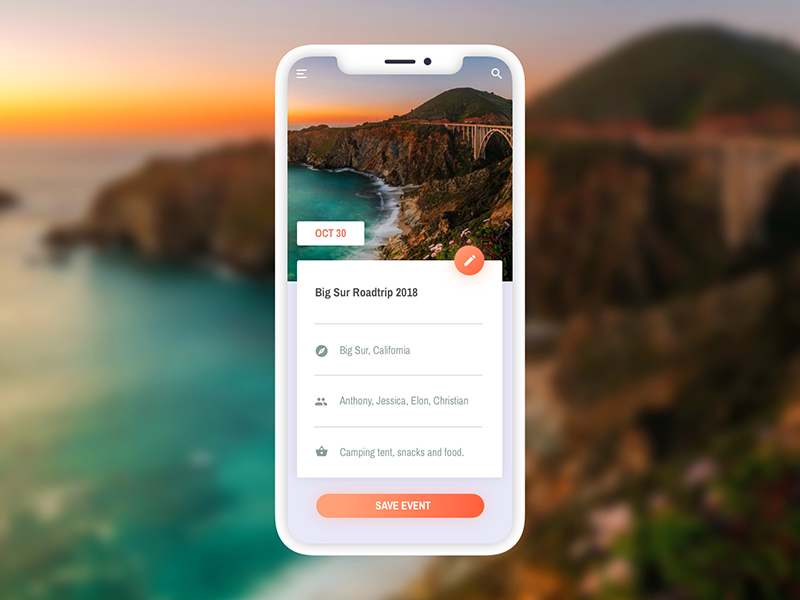 OCT 30
Big Sur Roadtrip 2018
Big Sur, California
Anthony, Jessica, Elon, Christian
Camping tent, snacks and food.
SAVE EVENT